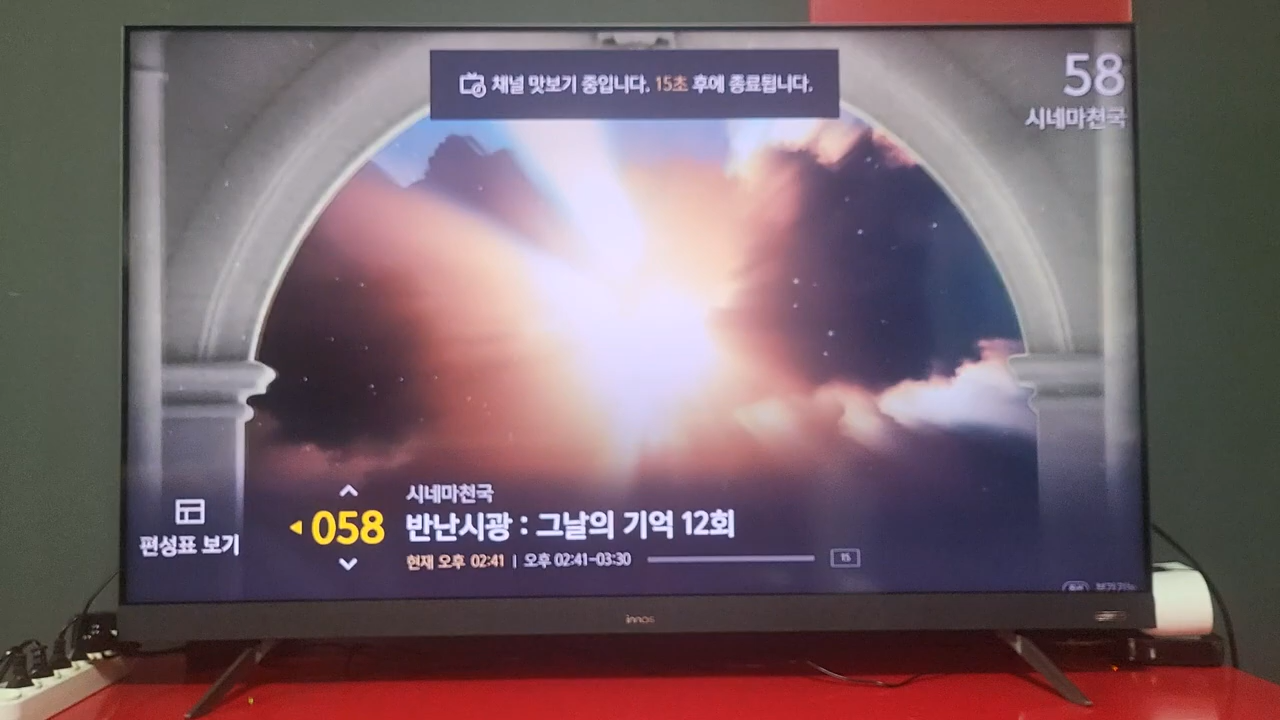 채널 맛보기 중입니다. 15초 후에 종료됩니다.
58
시네마천국
시네마천국
058
반난시광 : 그날의 기억 12회
현재 오후 02:41 | 오후 02:41-03:30
15
편성표 보기
innos